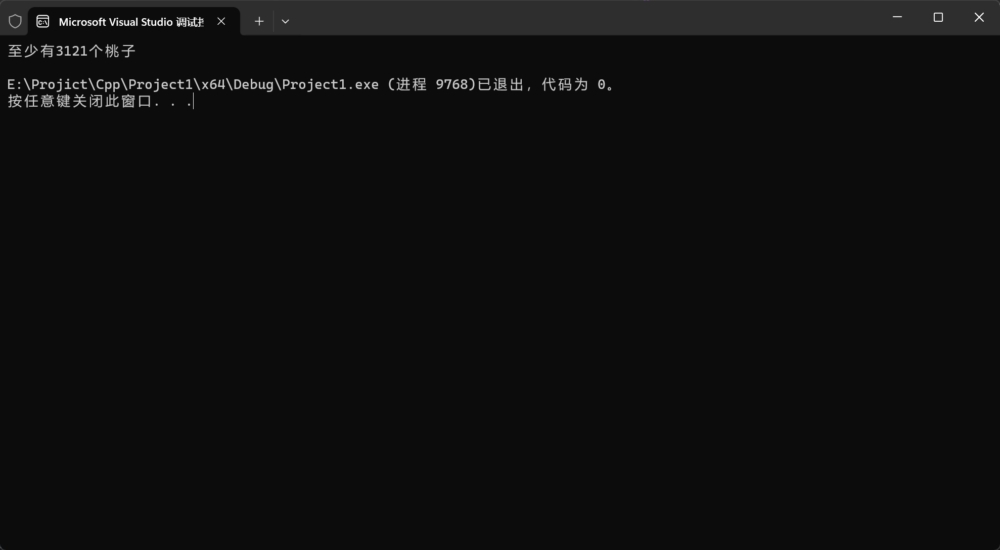 Microsoft Visual Studio 调试
至少有3121个桃子
E:\Projict\Cpp\Project1\x64\Debug\Project1.exe (进程 9768)已退出，代码为 0。
按任意键关闭此窗口. . .